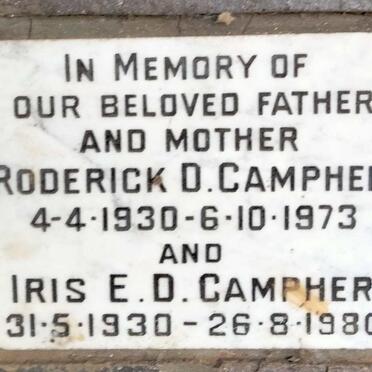 IN MEMORY OF
OUR BELOVED FATHER
AND MOTHER
RODERICK D. CAMPHER
4-4-1930-6-10-1973
AND
IRIS E. D. CAMPHER
31·5·1930 - 26·8·1980